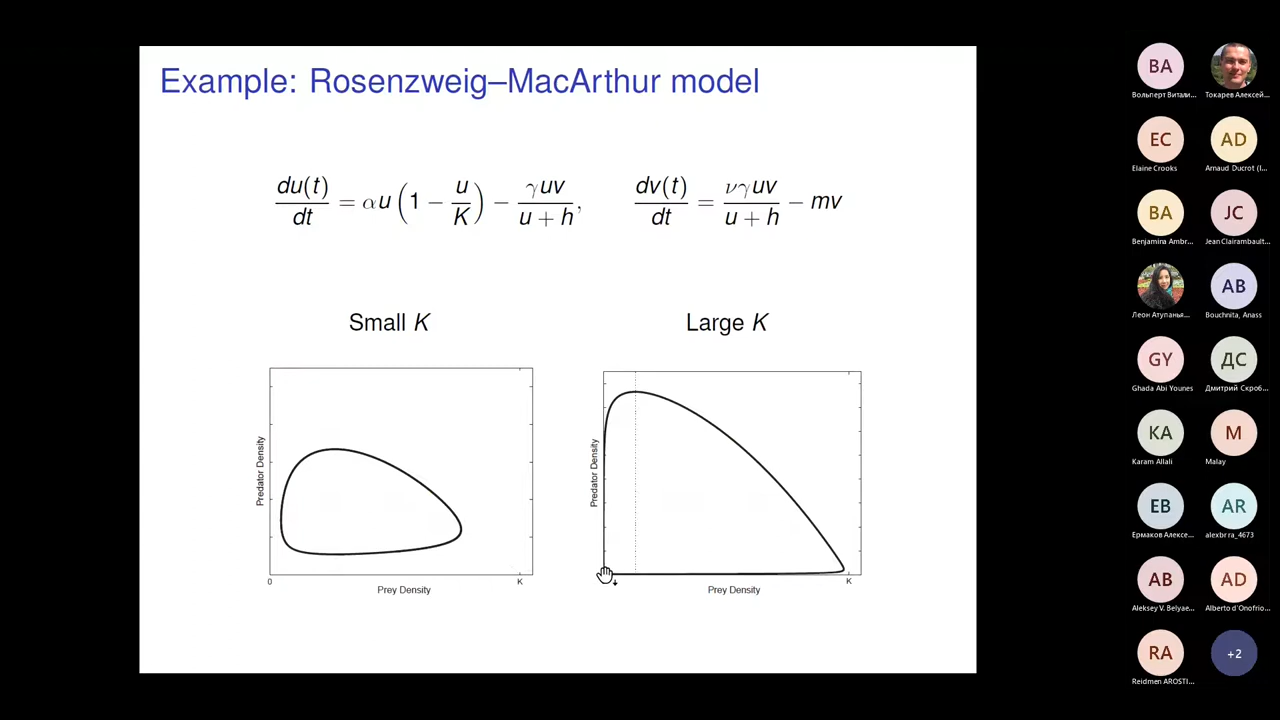 Example: Rosenzweig–MacArthur model
du(t)/dt = αu(1 − u/K) − γuv/(u + h), dv(t)/dt = νγuv/(u + h) − mv
Small K
Large K
Predator Density
0
K
Prey Density
Predator Density
K
Prey Density
BA
Вольперт Витали...
Токарев Алексей...
EC
Elaine Crooks
AD
Arnaud Ducrot (I...
BA
Benjamina Ambr...
JC
Jean Clairambault...
Леон Атупанья...
AB
Bouchnita, Anass
GY
Ghada Abi Younes
ДС
Дмитрий Скроб...
KA
Karam Allali
M
Malay
ЕВ
Ермаков Алексе...
AR
alexbrra_4673
AB
Aleksey V. Belyae...
AD
Alberto d'Onofrio...
RA
Reidmen AROSTI...
+2